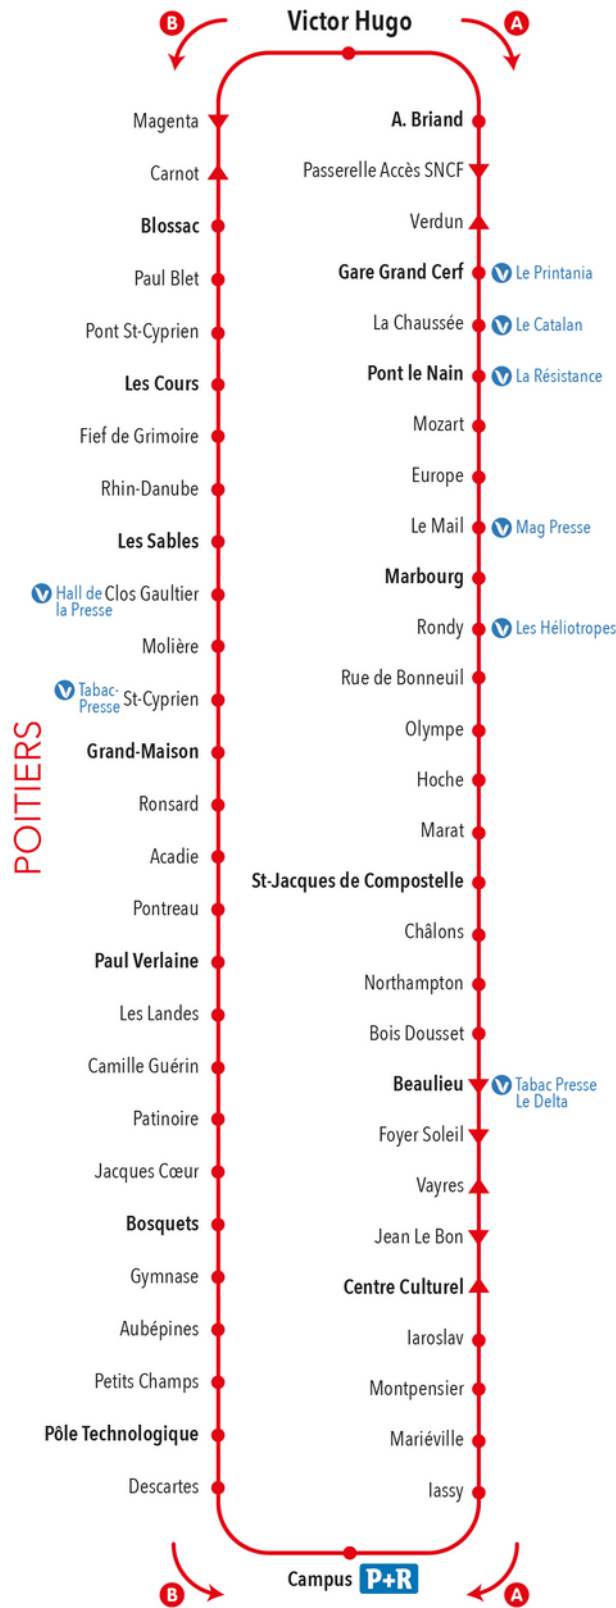 B
Victor Hugo
A
Magenta
Carnot
Blossac
Paul Blet
Pont St-Cyprien
Les Cours
Fief de Grimoire
Rhin-Danube
Les Sables
V Hall de la Presse
Clos Gaultier
Molière
V Tabac-Presse
St-Cyprien
Grand-Maison
Ronsard
Acadie
Pontreau
Paul Verlaine
Les Landes
Camille Guérin
Patinoire
Jacques Cœur
Bosquets
Gymnase
Aubépines
Petits Champs
Pôle Technologique
Descartes
POITIERS
A. Briand
Passerelle Accès SNCF
Verdun
Gare Grand Cerf V Le Printania
La Chaussée V Le Catalan
Pont le Nain V La Résistance
Mozart
Europe
Le Mail V Mag Presse
Marbourg
Rondy V Les Héliotropes
Rue de Bonneuil
Olympe
Hoche
Marat
St-Jacques de Compostelle
Châlons
Northampton
Bois Dousset
Beaulieu V Tabac Presse
Le Delta
Foyer Soleil
Vayres
Jean Le Bon
Centre Culturel
Iaroslav
Montpensier
Mariéville
Iassy
B
Campus P+R
A